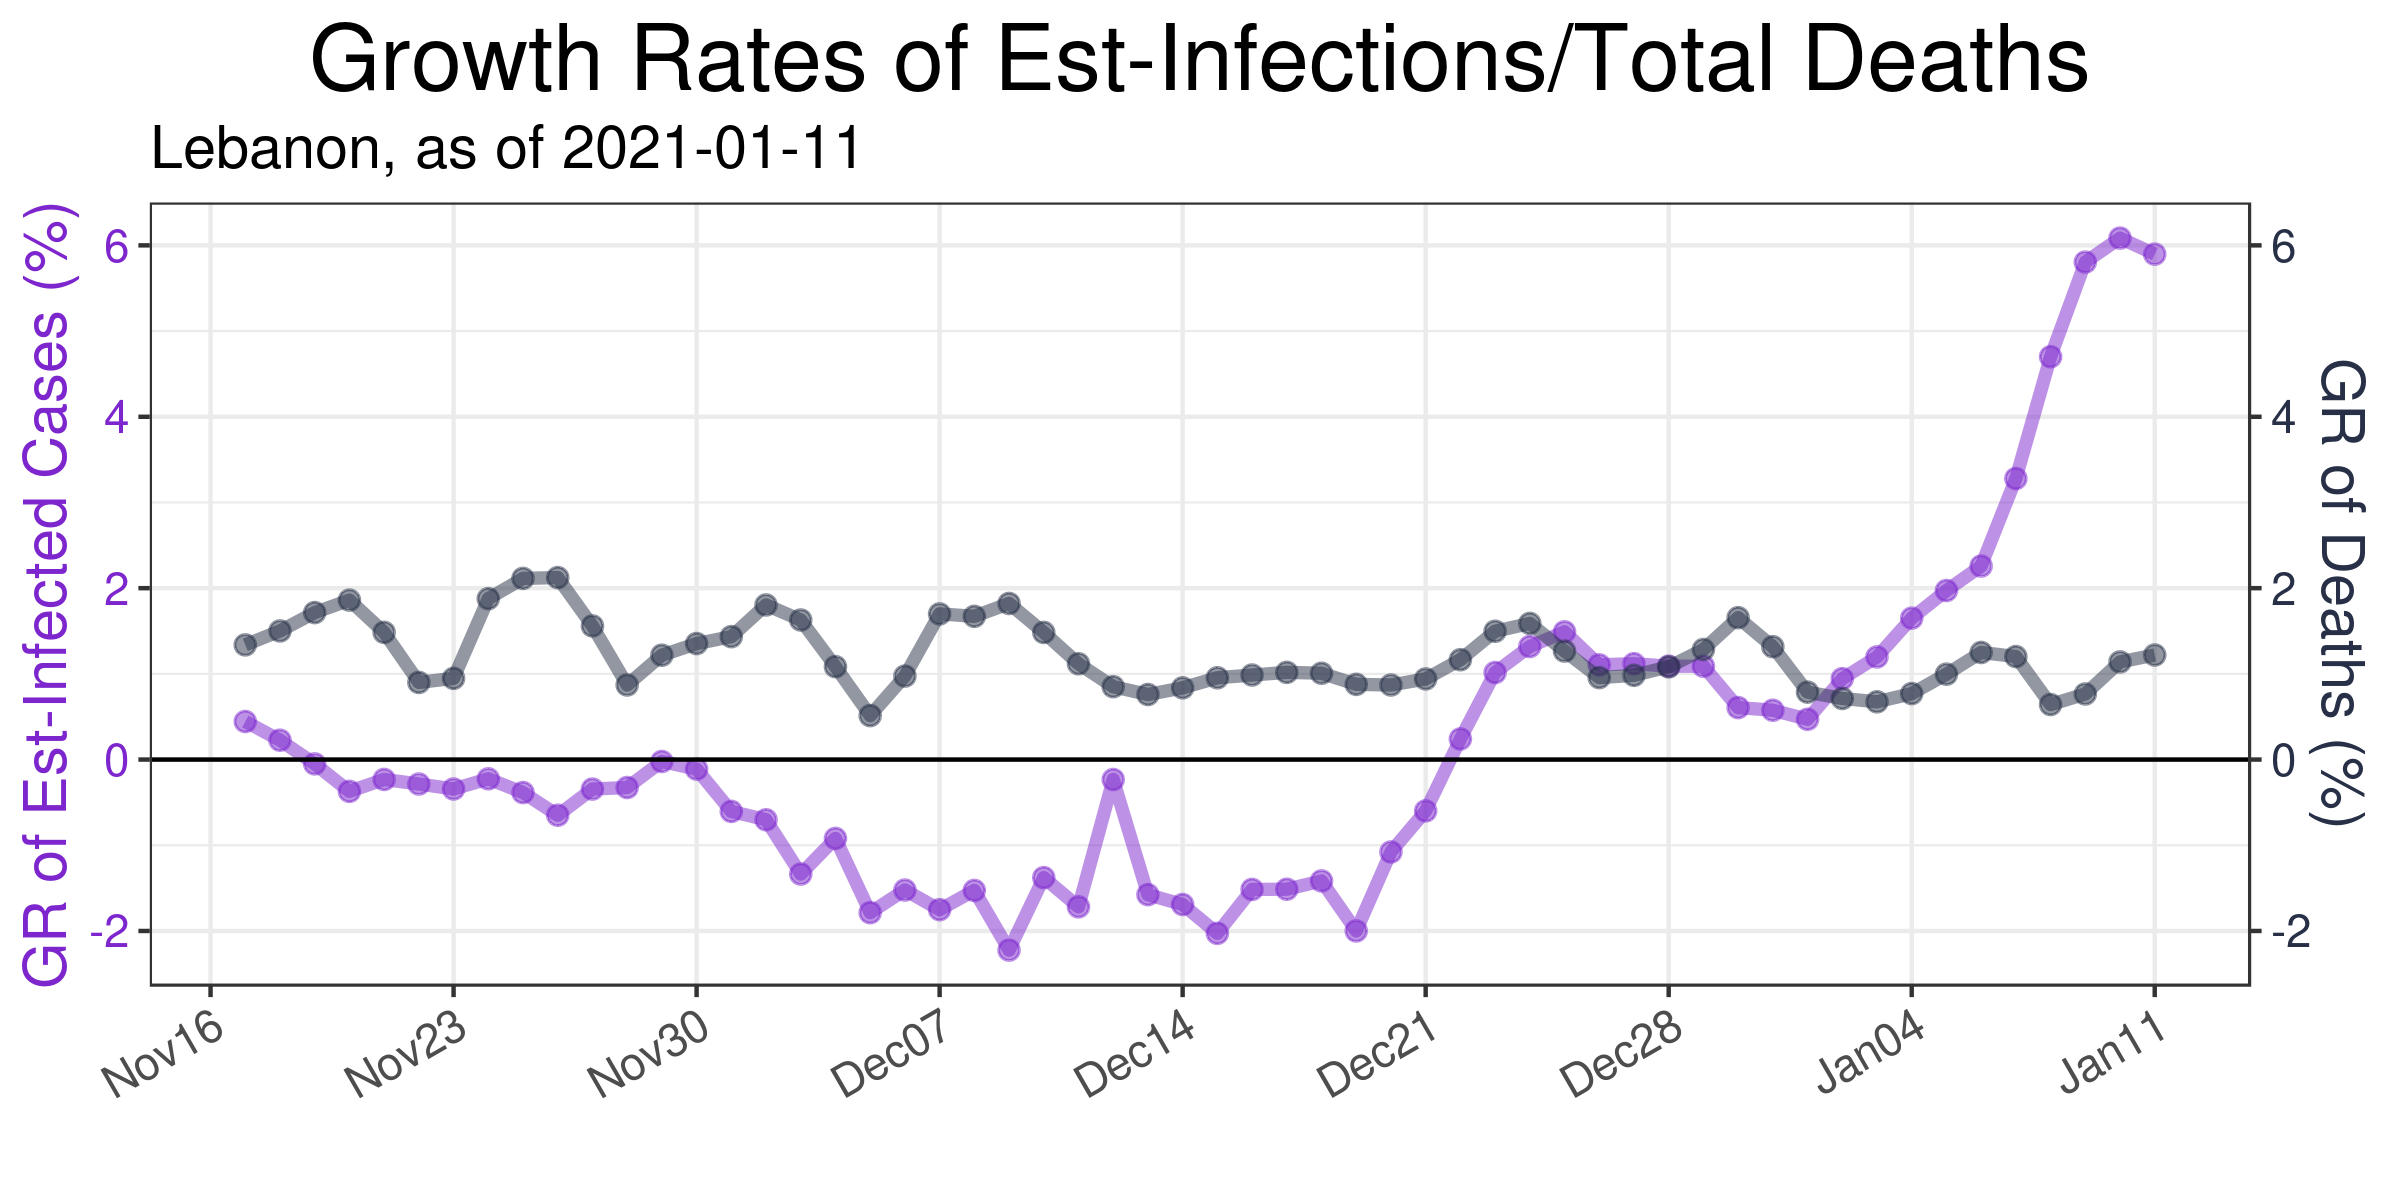 Growth Rates of Est-Infections/Total Deaths
Lebanon, as of 2021-01-11
GR of Est-Infected Cases (%)
6
4
2
0
-2
6
4
2
0
-2
GR of Deaths (%)
Nov16
Nov23
Nov30
Dec07
Dec14
Dec21
Dec28
Jan04
Jan11